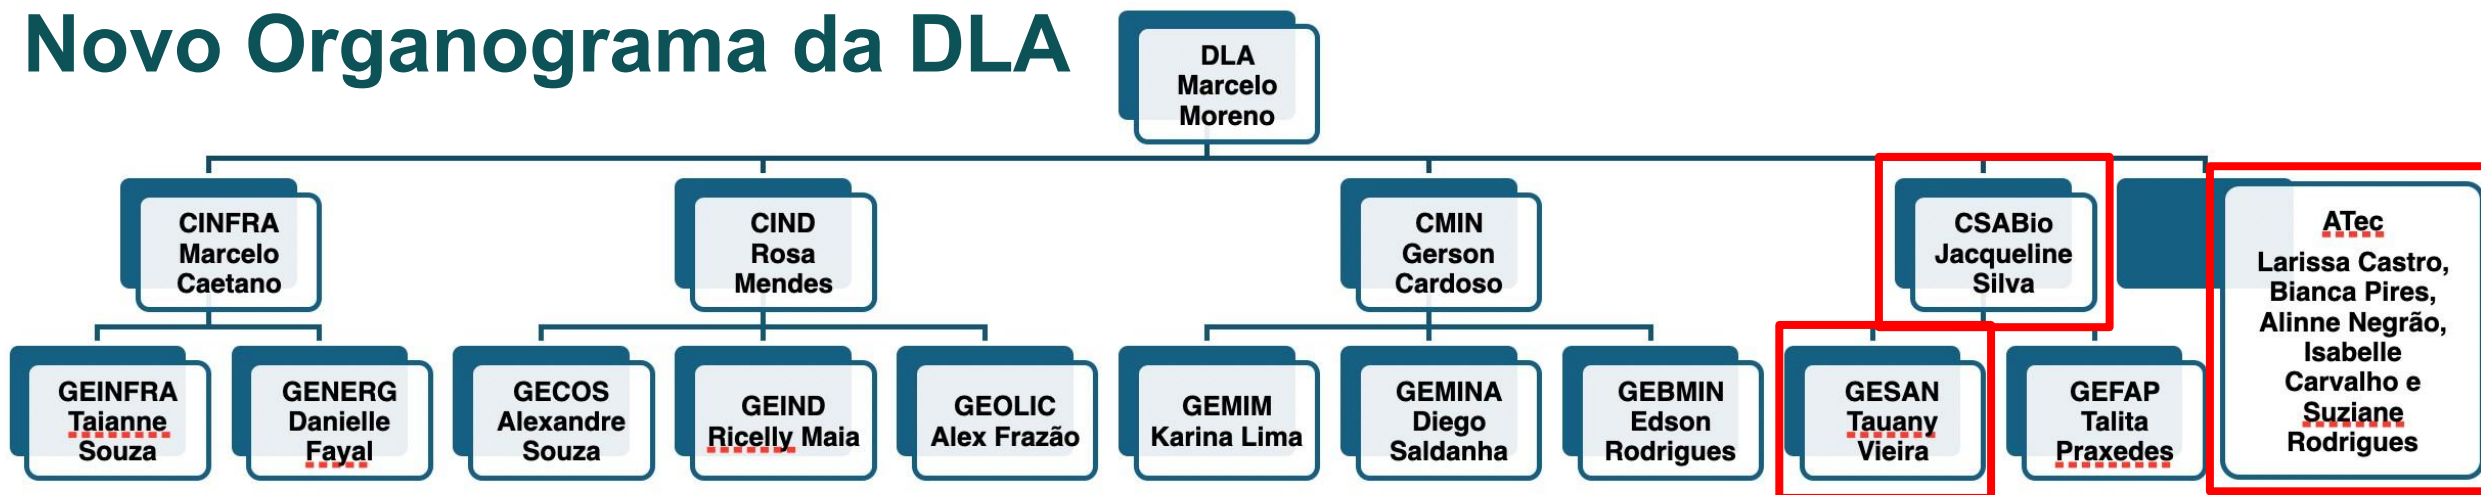 Novo Organograma da DLA
DLA
Marcelo
Moreno
CINFRA
Marcelo
Caetano
CIND
Rosa
Mendes
CMIN
Gerson
Cardoso
CSABio
Jacqueline
Silva
ATec
Larissa Castro,
Bianca Pires,
Alinne Negrão,
Isabelle
Carvalho e
Suziane
Rodrigues
GEINFRA
Taianne
Souza
GENERG
Danielle
Fayal
GECOS
Alexandre
Souza
GEIND
Ricelly Maia
GEOLIC
Alex Frazão
GEMIM
Karina Lima
GEMINA
Diego
Saldanha
GEBMIN
Edson
Rodrigues
GESAN
Tauany
Vieira
GEFAP
Talita
Praxedes